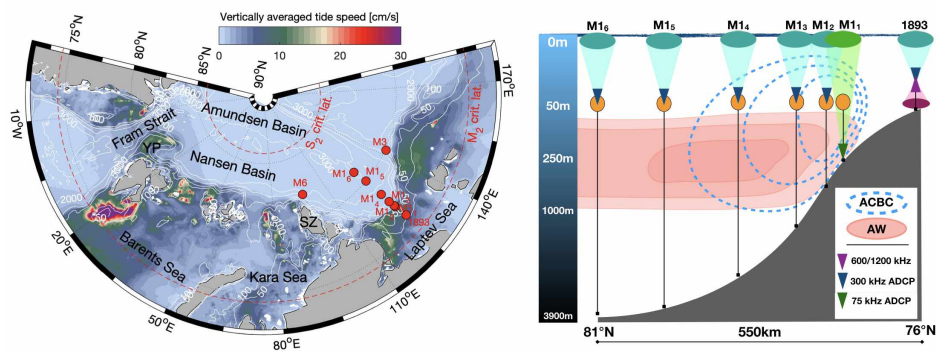 Vertically averaged tide speed [cm/s]
0 10 20 30
75°N
80°N
85°N
90°N
170°E
140°E
110°E
80°E
50°E
20°E
10°W
Fram Strait
YP
Amundsen Basin
Nansen Basin
S2 crit. lat.
M2 crit. lat.
M3
M16
M15
M14
M6
1893
SZ
Barents Sea
Kara Sea
Laptev Sea
2000
50
100
M16 M15 M14 M13 M12 M11 1893
0m
50m
250m
1000m
3900m
ACBC
AW
600/1200 kHz
300 kHz ADCP
75 kHz ADCP
81°N 550km 76°N